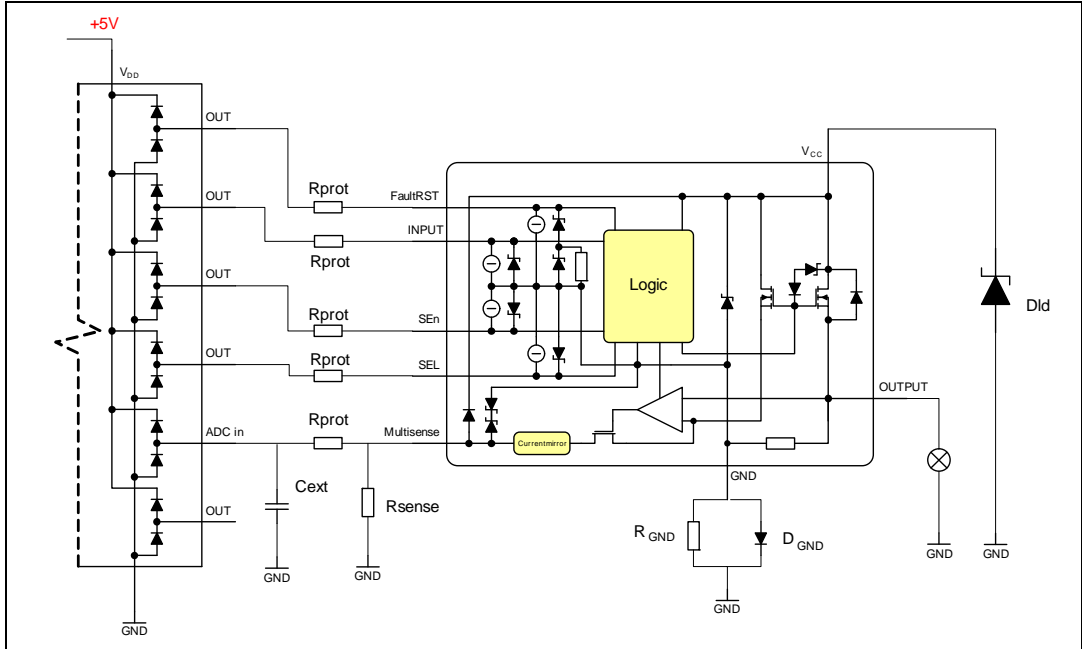 +5V
VDD
OUT
VCC
Rprot
FaultRST
OUT
INPUT
Rprot
OUT
Logic
Rprot
SEn
Dld
OUT
Rprot
SEL
OUTPUT
Rprot
ADC in
Multisense
Currentmirror
GND
Cext
Rsense
OUT
RGND
DGND
GND
GND
GND
GND
GND
GND